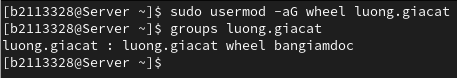 [b2113328@Server ~]$ sudo usermod -aG wheel luong.giacat
[b2113328@Server ~]$ groups luong.giacat
luong.giacat : luong.giacat wheel bangiamdoc
[b2113328@Server ~]$